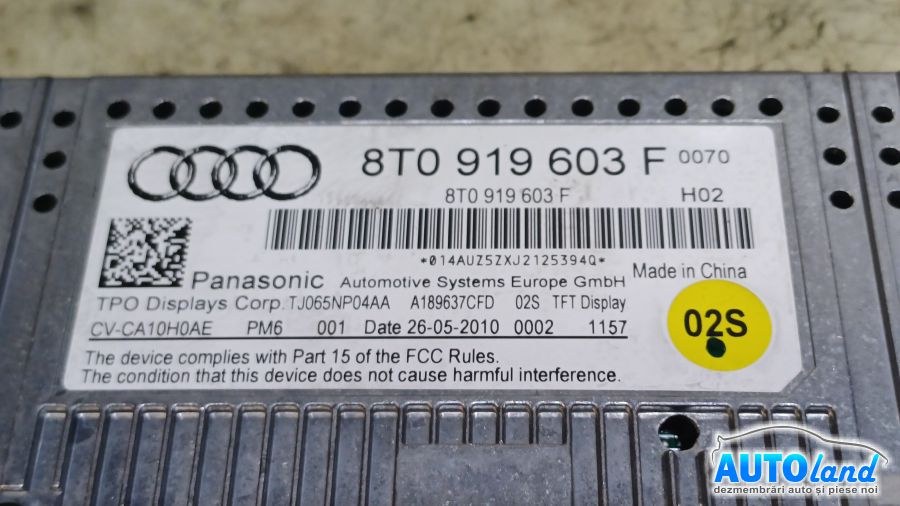 8T0 919 603 F 0070
8T0 919 603 F H02
*014AUZ5ZXJ2125394Q*
Panasonic Automotive Systems Europe GmbH
Made in China
TPO Displays Corp. TJ065NP04AA A189637CFD 02S TFT Display
CV-CA10H0AE PM6 001 Date 26-05-2010 0002 1157
02S
The device complies with Part 15 of the FCC Rules.
The condition that this device does not cause harmful interference.
AUTOland
dezmembrări auto și piese noi